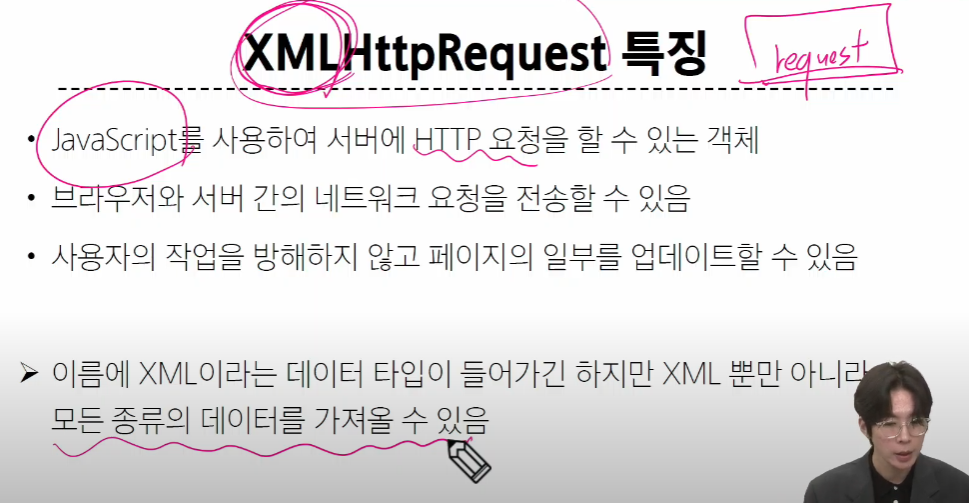 XMLHttpRequest 특징
request
• JavaScript를 사용하여 서버에 HTTP 요청을 할 수 있는 객체
• 브라우저와 서버 간의 네트워크 요청을 전송할 수 있음
• 사용자의 작업을 방해하지 않고 페이지의 일부를 업데이트할 수 있음
➤ 이름에 XML이라는 데이터 타입이 들어가긴 하지만 XML 뿐만 아니라
모든 종류의 데이터를 가져올 수 있음